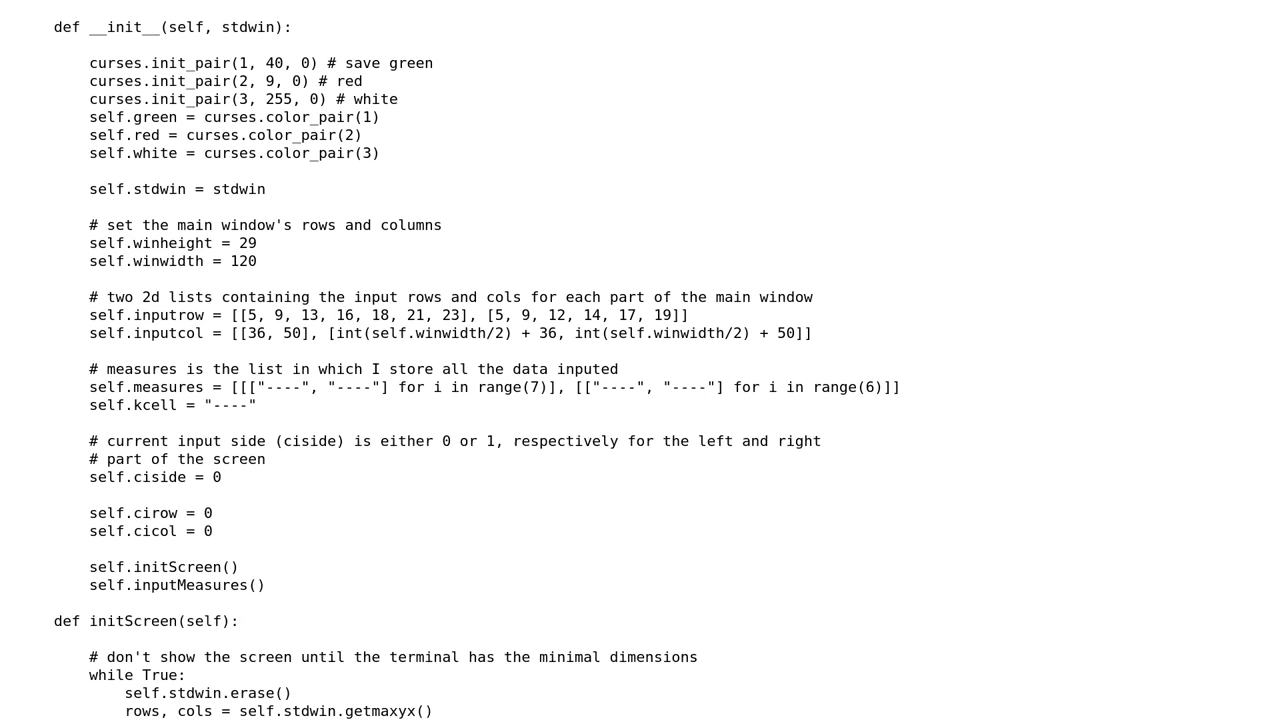 def __init__(self, stdwin):
curses.init_pair(1, 40, 0) # save green
curses.init_pair(2, 9, 0) # red
curses.init_pair(3, 255, 0) # white
self.green = curses.color_pair(1)
self.red = curses.color_pair(2)
self.white = curses.color_pair(3)
self.stdwin = stdwin
# set the main window's rows and columns
self.winheight = 29
self.winwidth = 120
# two 2d lists containing the input rows and cols for each part of the main window
self.inputrow = [[5, 9, 13, 16, 18, 21, 23], [5, 9, 12, 14, 17, 19]]
self.inputcol = [[36, 50], [int(self.winwidth/2) + 36, int(self.winwidth/2) + 50]]
# measures is the list in which I store all the data inputed
self.measures = [[["----", "----"] for i in range(7)], [["----", "----"] for i in range(6)]]
self.kcell = "----"
# current input side (ciside) is either 0 or 1, respectively for the left and right
# part of the screen
self.ciside = 0
self.cirow = 0
self.cicol = 0
self.initScreen()
self.inputMeasures()
def initScreen(self):
# don't show the screen until the terminal has the minimal dimensions
while True:
self.stdwin.erase()
rows, cols = self.stdwin.getmaxyx()